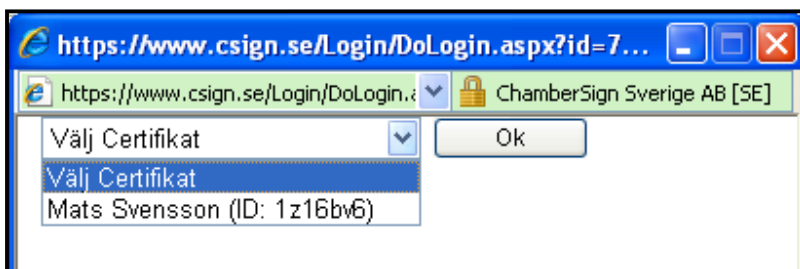 https://www.csign.se/Login/DoLogin.aspx?id=7...
https://www.csign.se/Login/DoLogin. ChamberSign Sverige AB [SE]
Välj Certifikat Ok
Välj Certifikat
Mats Svensson (ID: 1z16bv6)